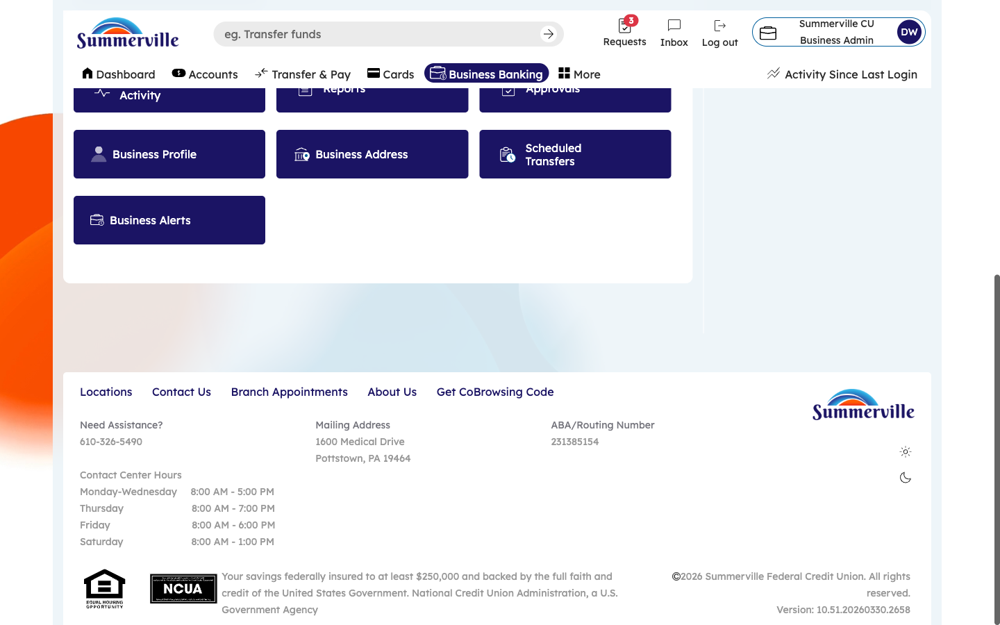 Summerville
eg. Transfer funds
3
Requests
Inbox
Log out
Summerville CU
Business Admin
DW
Dashboard
Accounts
Transfer & Pay
Cards
Business Banking
More
Activity Since Last Login
Activity
Reports
Approvals
Business Profile
Business Address
Scheduled
Transfers
Business Alerts
Locations
Contact Us
Branch Appointments
About Us
Get CoBrowsing Code
Summerville
Need Assistance?
610-326-5490
Mailing Address
1600 Medical Drive
Pottstown, PA 19464
ABA/Routing Number
231385154
Contact Center Hours
Monday-Wednesday 8:00 AM - 5:00 PM
Thursday 8:00 AM - 7:00 PM
Friday 8:00 AM - 6:00 PM
Saturday 8:00 AM - 1:00 PM
EQUAL HOUSING
OPPORTUNITY
NCUA
Your savings federally insured to at least $250,000 and backed by the full faith and
credit of the United States Government. National Credit Union Administration, a U.S.
Government Agency
©2026 Summerville Federal Credit Union. All rights
reserved.
Version: 10.51.20260330.2658